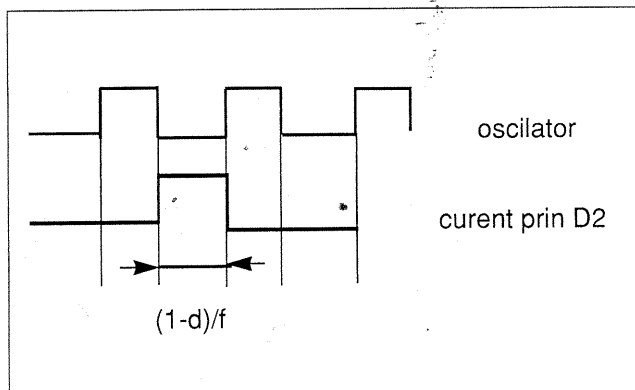 oscilator
curent prin D2
(1-d)/f